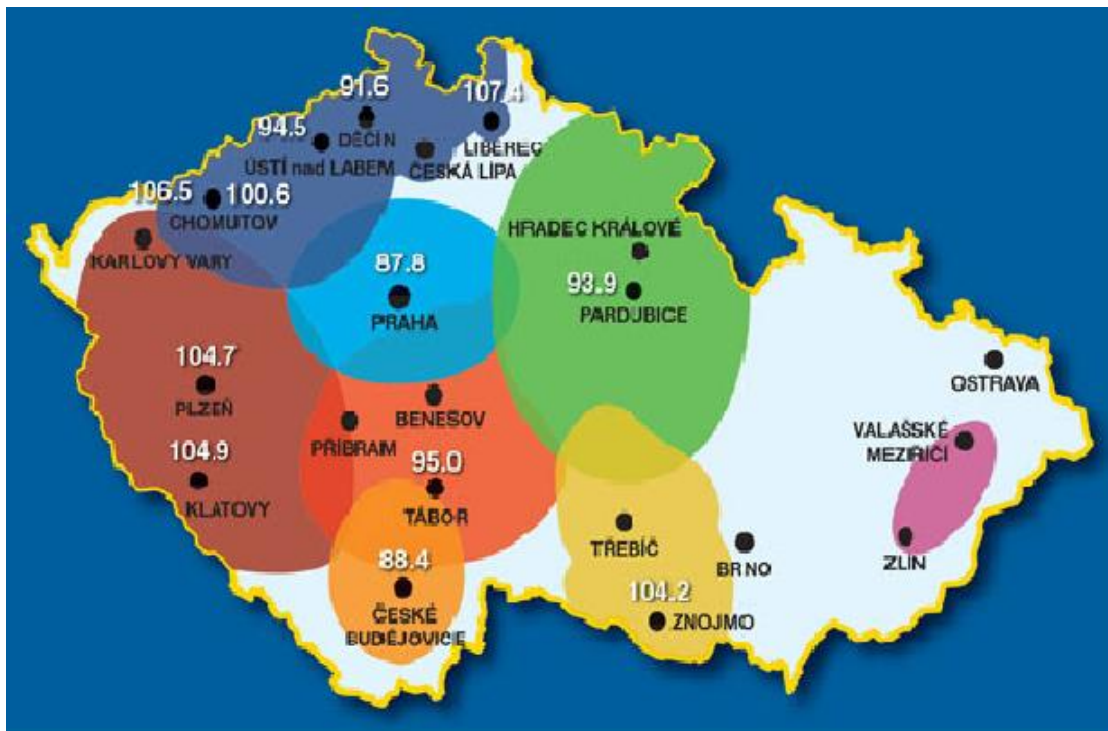 91.6
107.4
94.5
DĚČÍN
LIBEREC
ÚSTÍ nad LABEM
ČESKÁ LÍPA
106.5
100.6
CHOMUTOV
KARLOVY VARY
HRADEC KRÁLOVÉ
87.8
93.9
PRAHA
PARDUBICE
104.7
PLZEŇ
BENEŠOV
OSTRAVA
PŘÍBRAM
VALAŠSKÉ
MEZIŘÍČÍ
104.9
95.0
KLATOVY
TÁBOR
TŘEBÍČ
BRNO
ZLÍN
88.4
104.2
ČESKÉ
BUDĚJOVICE
ZNOJMO